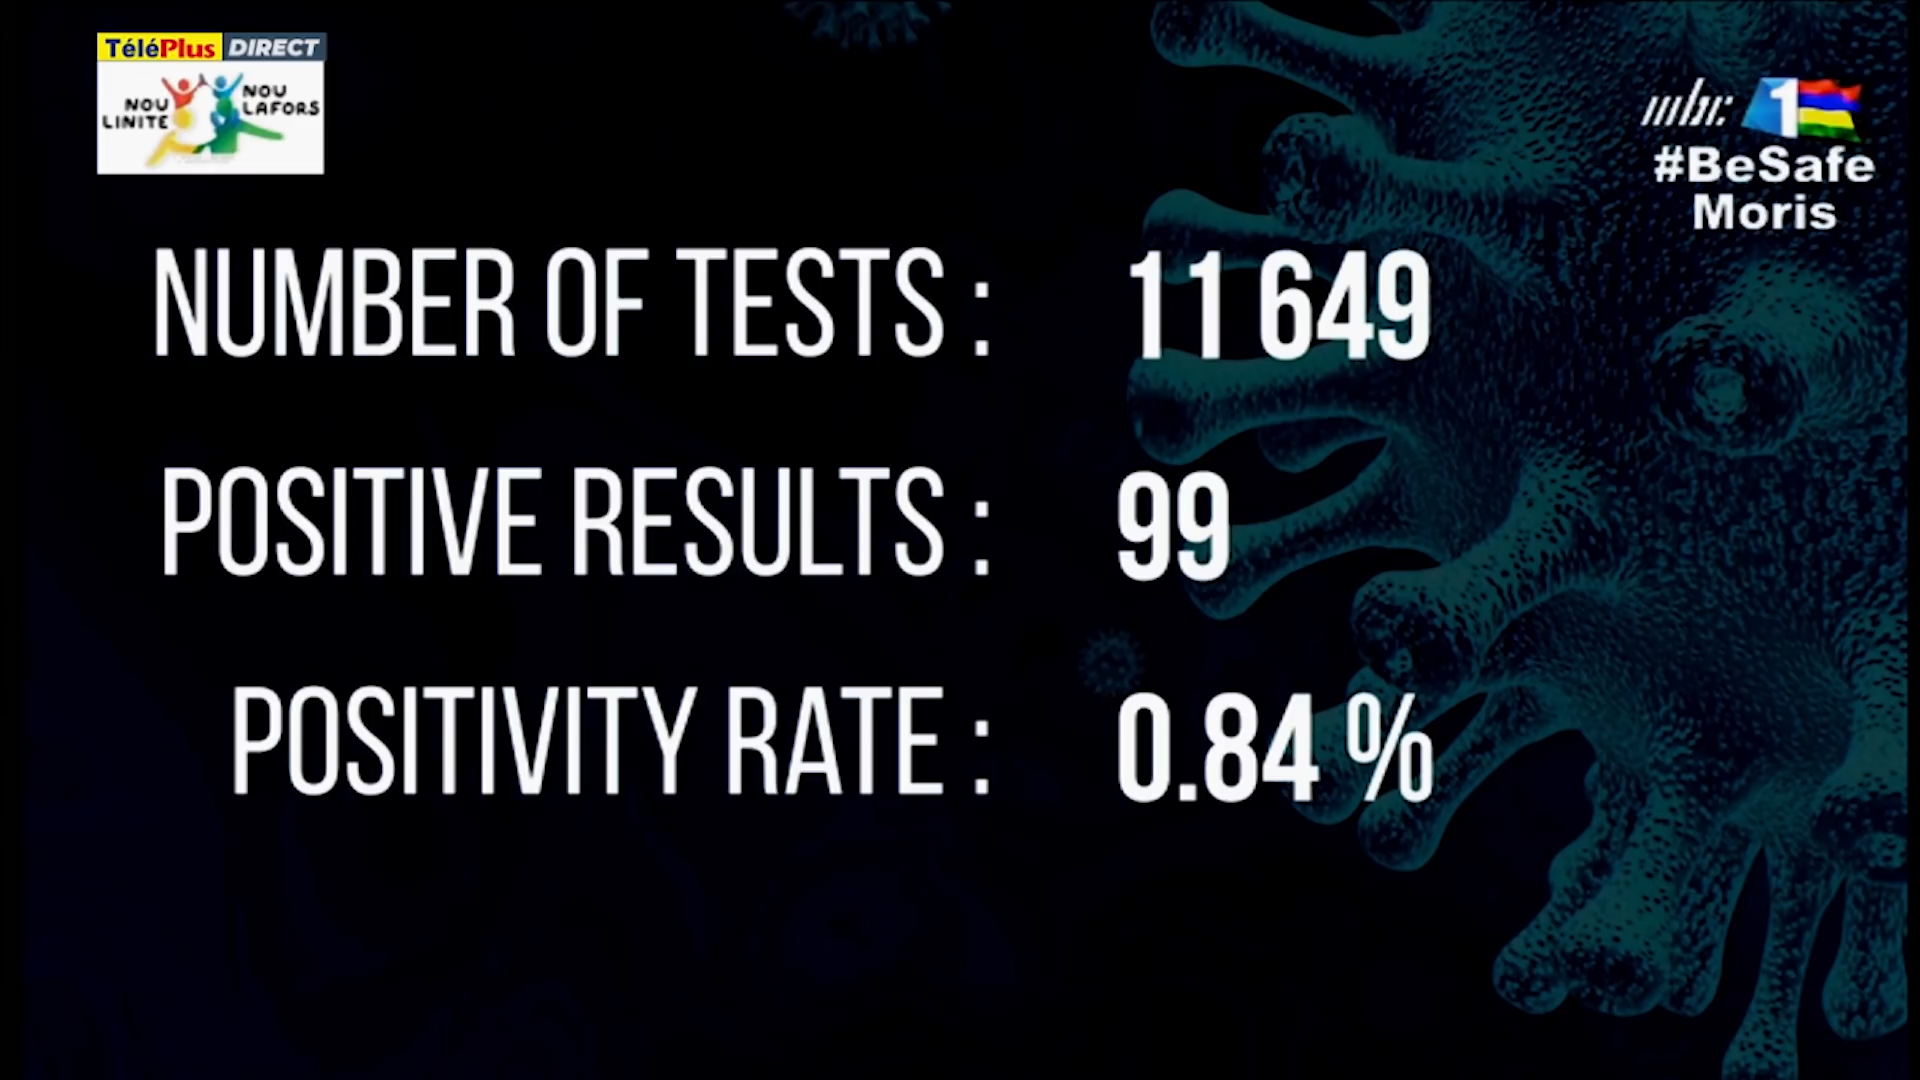 TéléPlus DIRECT
NOU LINITE
NOU LAFORS
mbc 1
#BeSafe
Moris
NUMBER OF TESTS : 11 649
POSITIVE RESULTS : 99
POSITIVITY RATE : 0.84 %